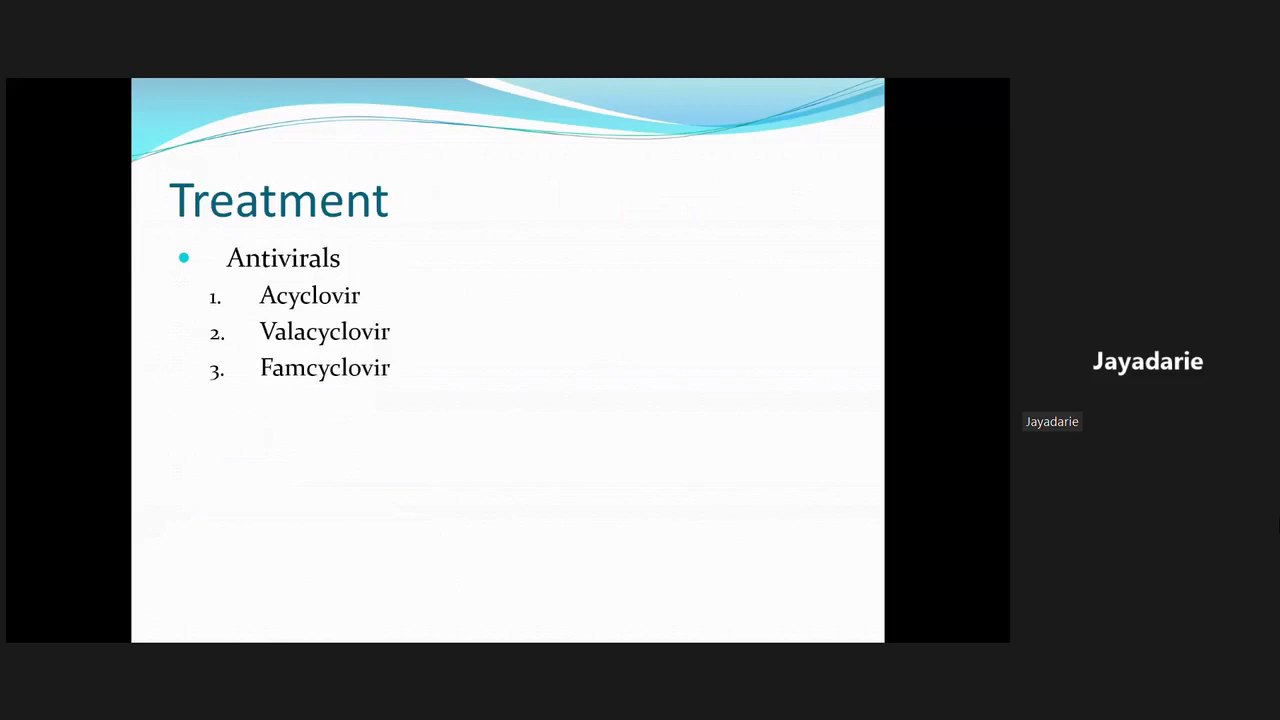 Treatment
Antivirals
1. Acyclovir
2. Valacyclovir
3. Famcyclovir
Jayadarie
Jayadarie